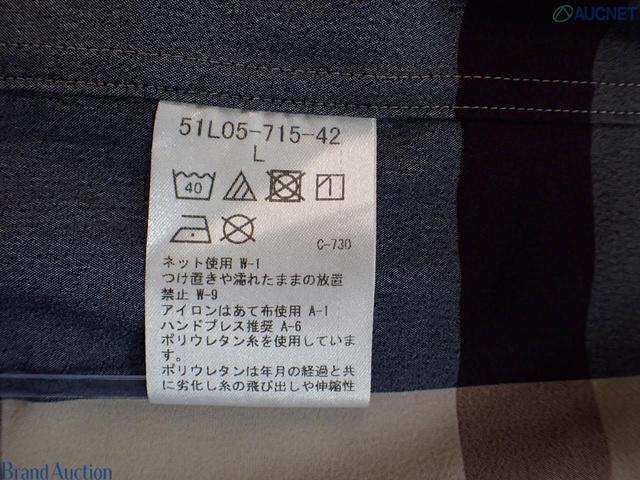 AUCNET
51L05-715-42
L
40
C-730
ネット使用 W-1
つけ置きや濡れたままの放置
禁止 W-9
アイロンはあて布使用 A-1
ハンドプレス推奨 A-6
ポリウレタン糸を使用していま
す。
ポリウレタンは年月の経過と共
に劣化し糸の飛び出しや伸縮性
Brand Auction